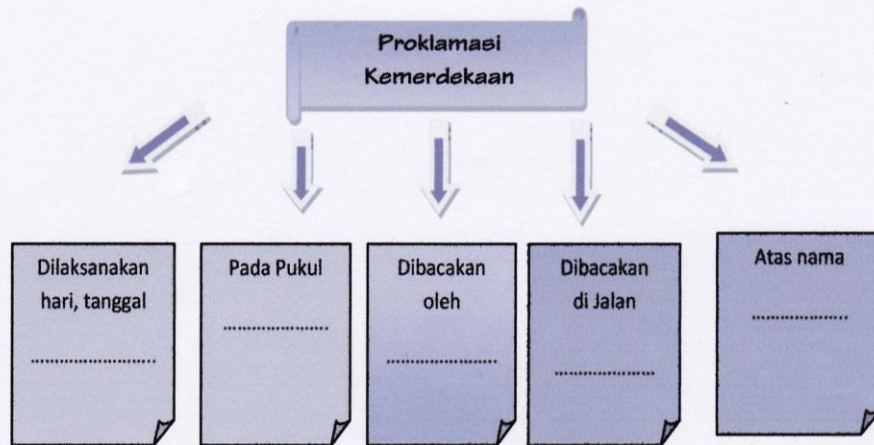 Proklamasi
Kemerdekaan
Dilaksanakan
hari, tanggal
............................
Pada Pukul
.......................
Dibacakan
oleh
........................
Dibacakan
di Jalan
......................
Atas nama
.....................